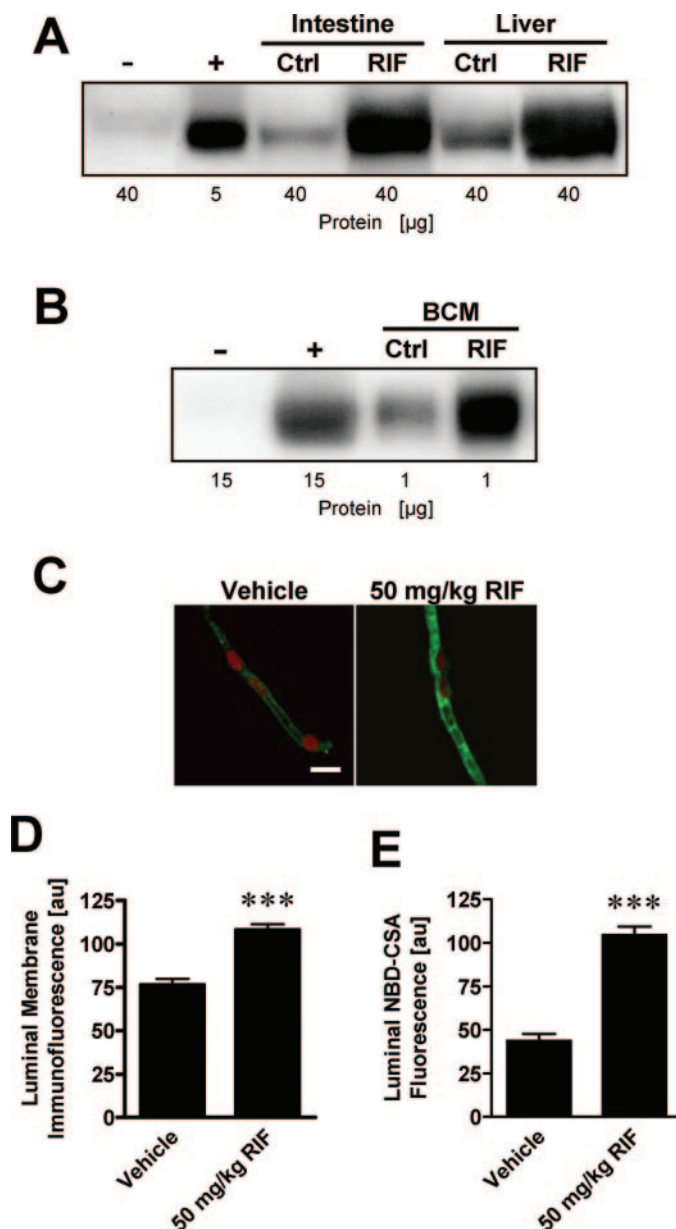 A
Intestine Liver
- + Ctrl RIF Ctrl RIF
40 5 40 40 40 40
Protein [µg]
B
BCM
- + Ctrl RIF
15 15 1 1
Protein [µg]
C
Vehicle 50 mg/kg RIF
D
Luminal Membrane
Immunofluorescence [au]
125
100
75
50
25
0
***
Vehicle
50 mg/kg RIF
E
Luminal NBD-CSA
Fluorescence [au]
125
100
75
50
25
0
***
Vehicle
50 mg/kg RIF